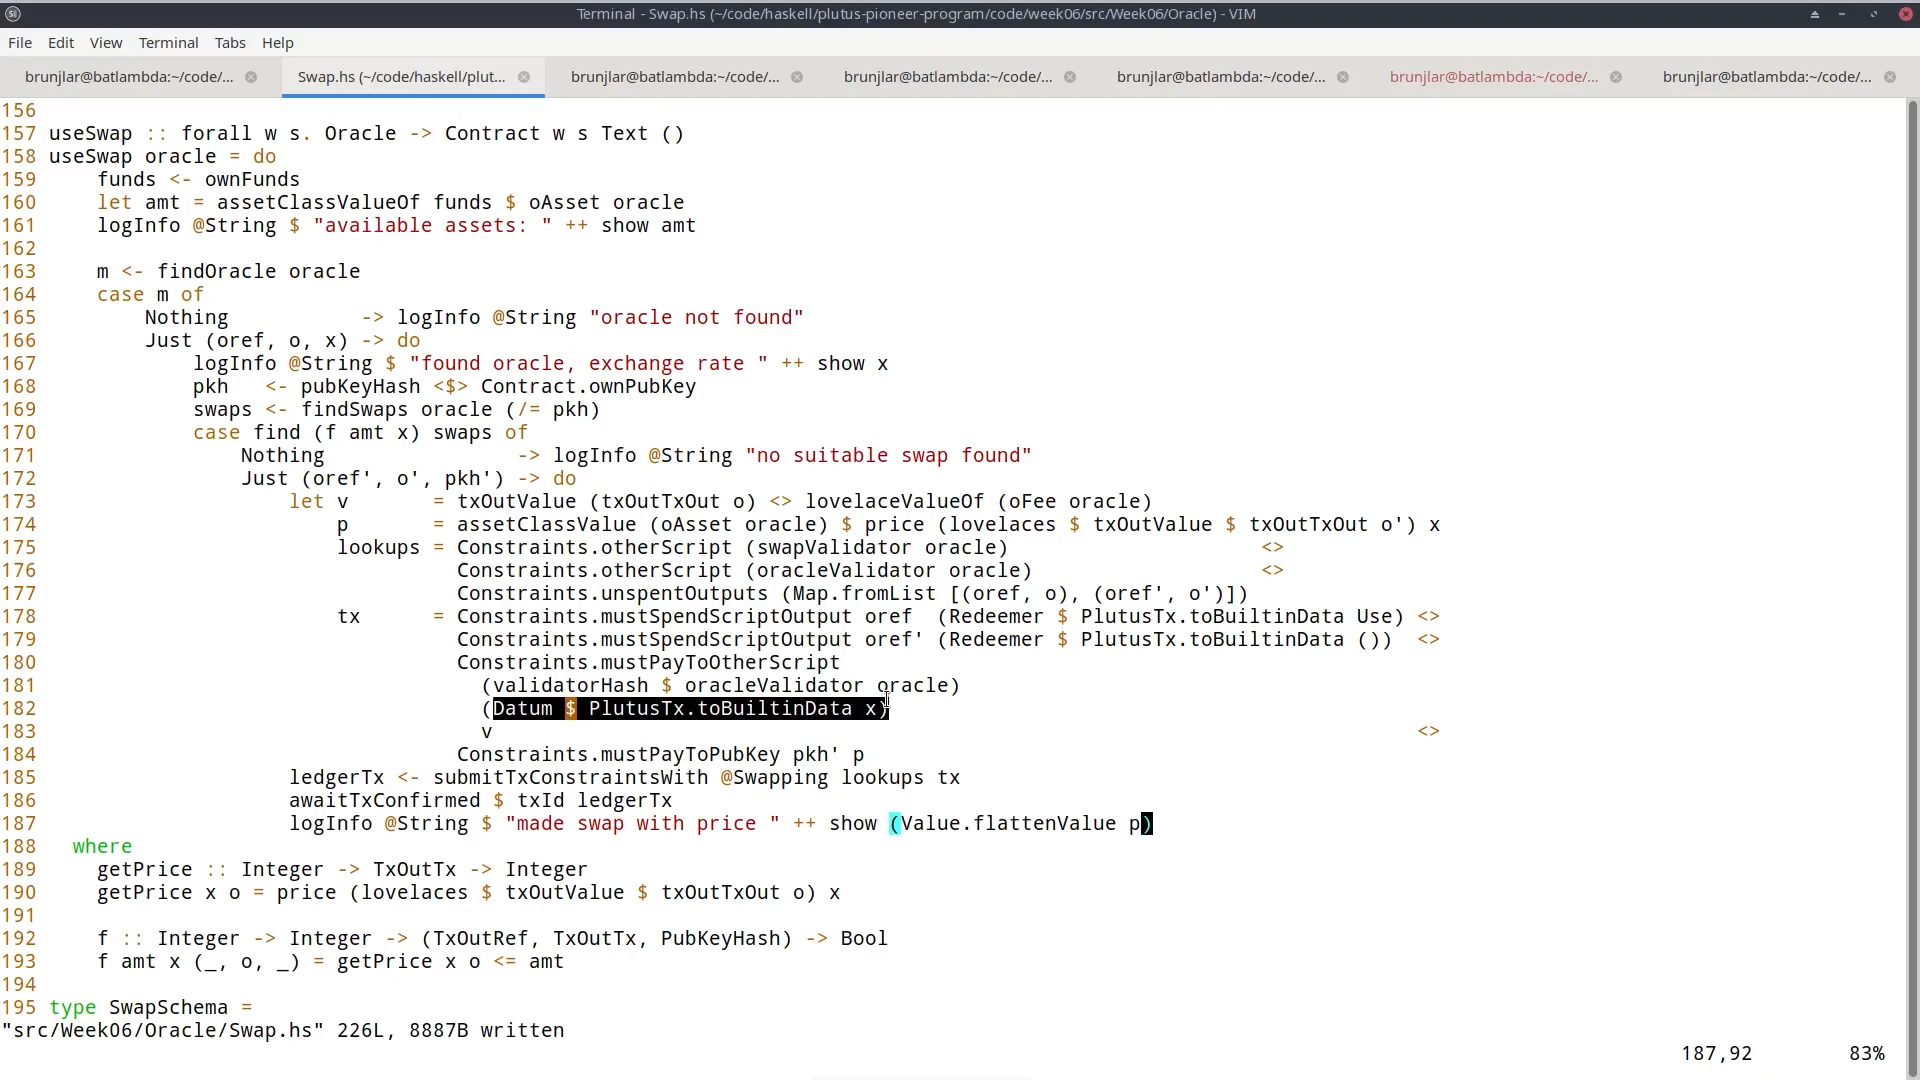 Terminal - Swap.hs (~/code/haskell/plutus-pioneer-program/code/week06/src/Week06/Oracle) - VIM
File Edit View Terminal Tabs Help
brunjlar@batlambda:~/code/... Swap.hs (~/code/haskell/plut... brunjlar@batlambda:~/code/... brunjlar@batlambda:~/code/... brunjlar@batlambda:~/code/... brunjlar@batlambda:~/code/... brunjlar@batlambda:~/code/...
156
157 useSwap :: forall w s. Oracle -> Contract w s Text ()
158 useSwap oracle = do
159     funds <- ownFunds
160     let amt = assetClassValueOf funds $ oAsset oracle
161     logInfo @String $ "available assets: " ++ show amt
162
163     m <- findOracle oracle
164     case m of
165         Nothing           -> logInfo @String "oracle not found"
166         Just (oref, o, x) -> do
167             logInfo @String $ "found oracle, exchange rate " ++ show x
168             pkh   <- pubKeyHash <$> Contract.ownPubKey
169             swaps <- findSwaps oracle (/= pkh)
170             case find (f amt x) swaps of
171                 Nothing                -> logInfo @String "no suitable swap found"
172                 Just (oref', o', pkh') -> do
173                     let v       = txOutValue (txOutTxOut o) <> lovelaceValueOf (oFee oracle)
174                         p       = assetClassValue (oAsset oracle) $ price (lovelaces $ txOutValue $ txOutTxOut o') x
175                         lookups = Constraints.otherScript (swapValidator oracle)                     <>
176                                   Constraints.otherScript (oracleValidator oracle)                   <>
177                                   Constraints.unspentOutputs (Map.fromList [(oref, o), (oref', o')])
178                         tx      = Constraints.mustSpendScriptOutput oref  (Redeemer $ PlutusTx.toBuiltinData Use) <>
179                                   Constraints.mustSpendScriptOutput oref' (Redeemer $ PlutusTx.toBuiltinData ())  <>
180                                   Constraints.mustPayToOtherScript
181                                     (validatorHash $ oracleValidator oracle)
182                                     (Datum $ PlutusTx.toBuiltinData x)
183                                     v                                                                             <>
184                                   Constraints.mustPayToPubKey pkh' p
185                     ledgerTx <- submitTxConstraintsWith @Swapping lookups tx
186                     awaitTxConfirmed $ txId ledgerTx
187                     logInfo @String $ "made swap with price " ++ show (Value.flattenValue p)
188   where
189     getPrice :: Integer -> TxOutTx -> Integer
190     getPrice x o = price (lovelaces $ txOutValue $ txOutTxOut o) x
191
192     f :: Integer -> Integer -> (TxOutRef, TxOutTx, PubKeyHash) -> Bool
193     f amt x (_, o, _) = getPrice x o <= amt
194
195 type SwapSchema =
"src/Week06/Oracle/Swap.hs" 226L, 8887B written
187,92 83%